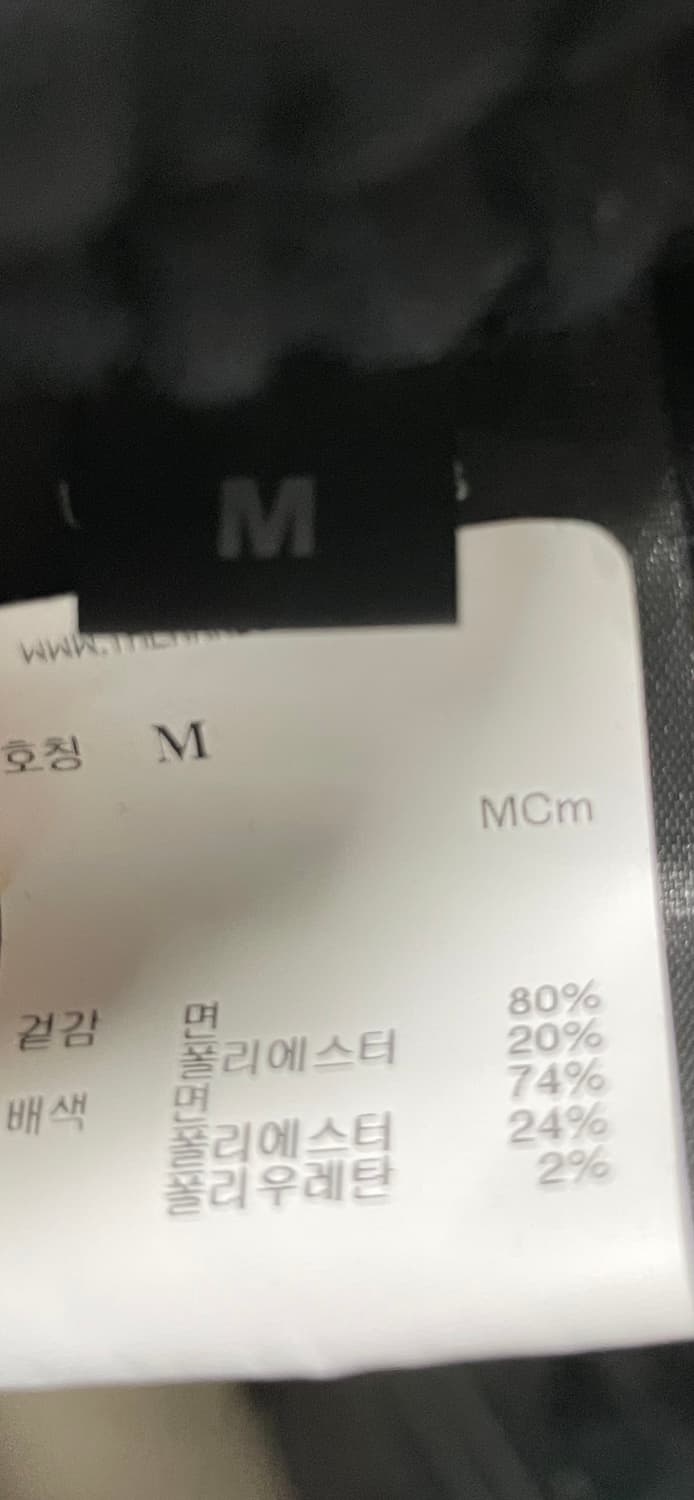 M
호칭 M
MCm
겉감 면 80%
폴리에스터 20%
배색 면 74%
폴리에스터 24%
폴리우레탄 2%